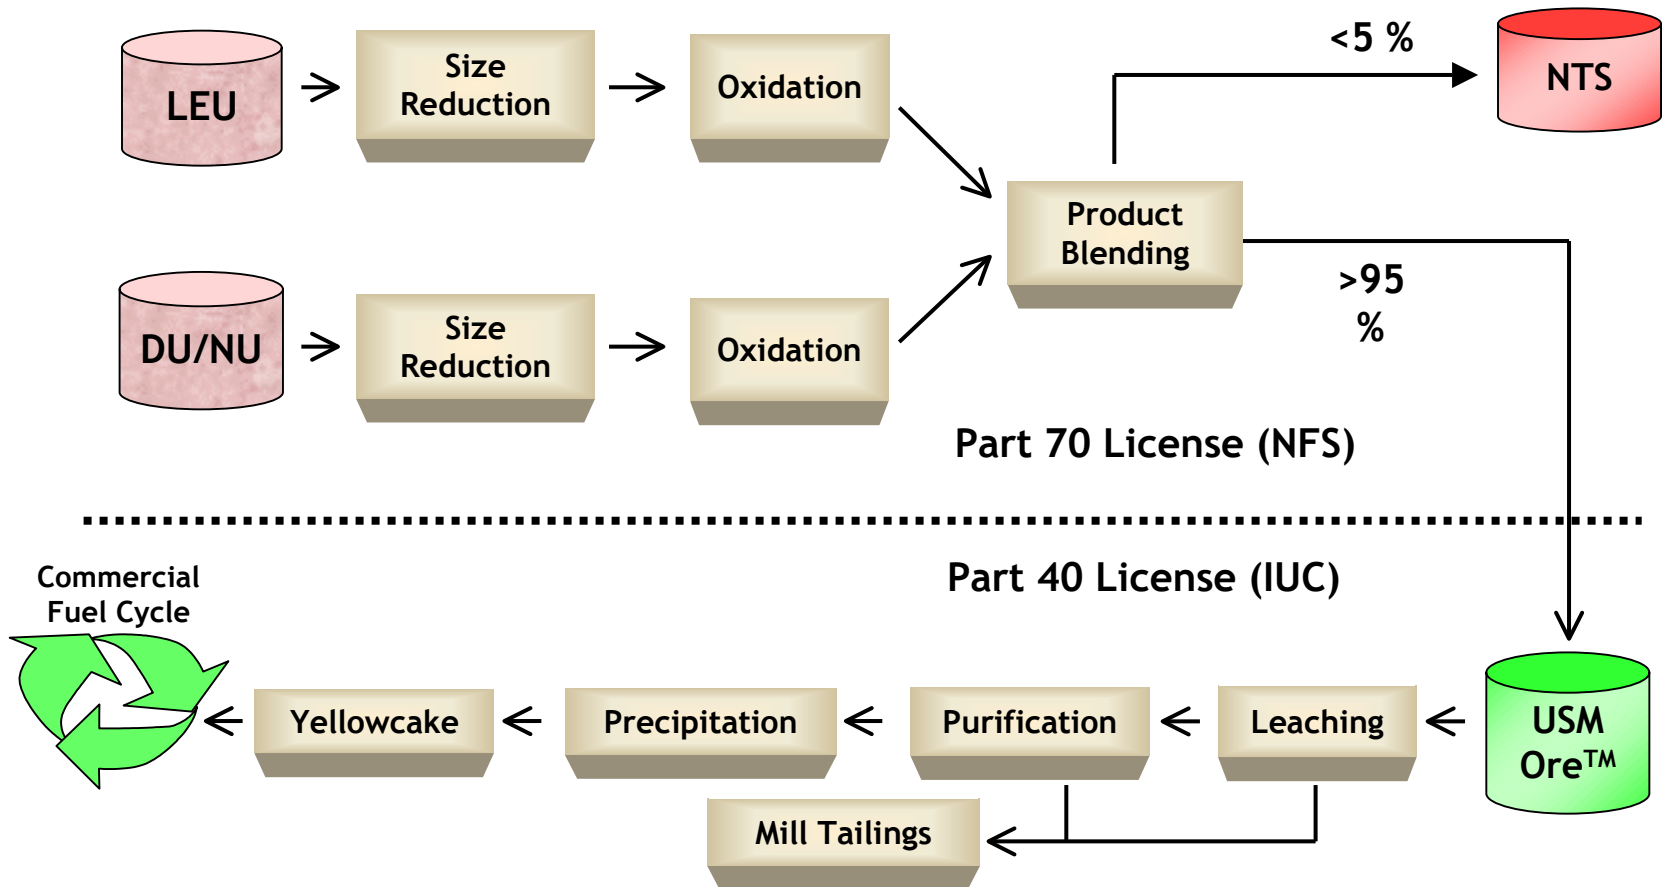 <5 %
NTS
LEU
Size
Reduction
Oxidation
Product
Blending
>95
%
DU/NU
Size
Reduction
Oxidation
Part 70 License (NFS)
Part 40 License (IUC)
Commercial
Fuel Cycle
Yellowcake
Precipitation
Purification
Leaching
USM
Ore™
Mill Tailings